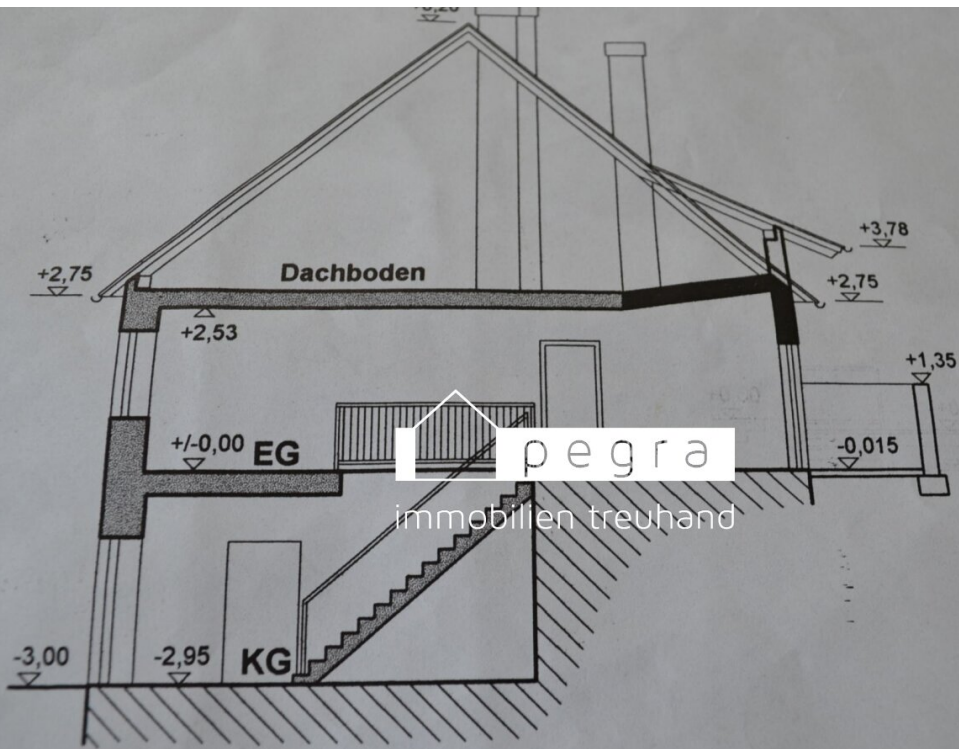 +3,78
+2,75
Dachboden
+2,75
+2,53
+1,35
+/-0,00 EG
pegra
-0,015
immobilien treuhand
-3,00
-2,95
KG